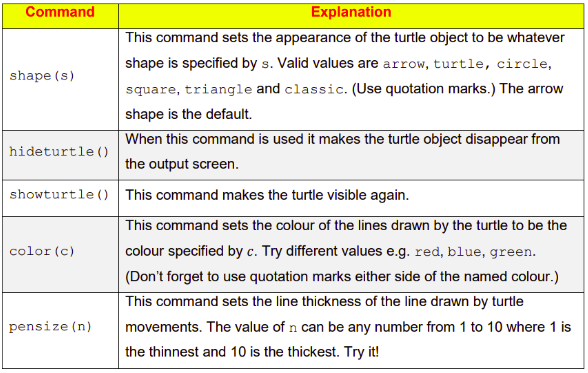 Command
Explanation
shape(s)
This command sets the appearance of the turtle object to be whatever
shape is specified by s. Valid values are arrow, turtle, circle,
square, triangle and classic. (Use quotation marks.) The arrow
shape is the default.
hideturtle()
When this command is used it makes the turtle object disappear from
the output screen.
showturtle()
This command makes the turtle visible again.
color(c)
This command sets the colour of the lines drawn by the turtle to be the
colour specified by c. Try different values e.g. red, blue, green.
(Don’t forget to use quotation marks either side of the named colour.)
pensize(n)
This command sets the line thickness of the line drawn by turtle
movements. The value of n can be any number from 1 to 10 where 1 is
the thinnest and 10 is the thickest. Try it!